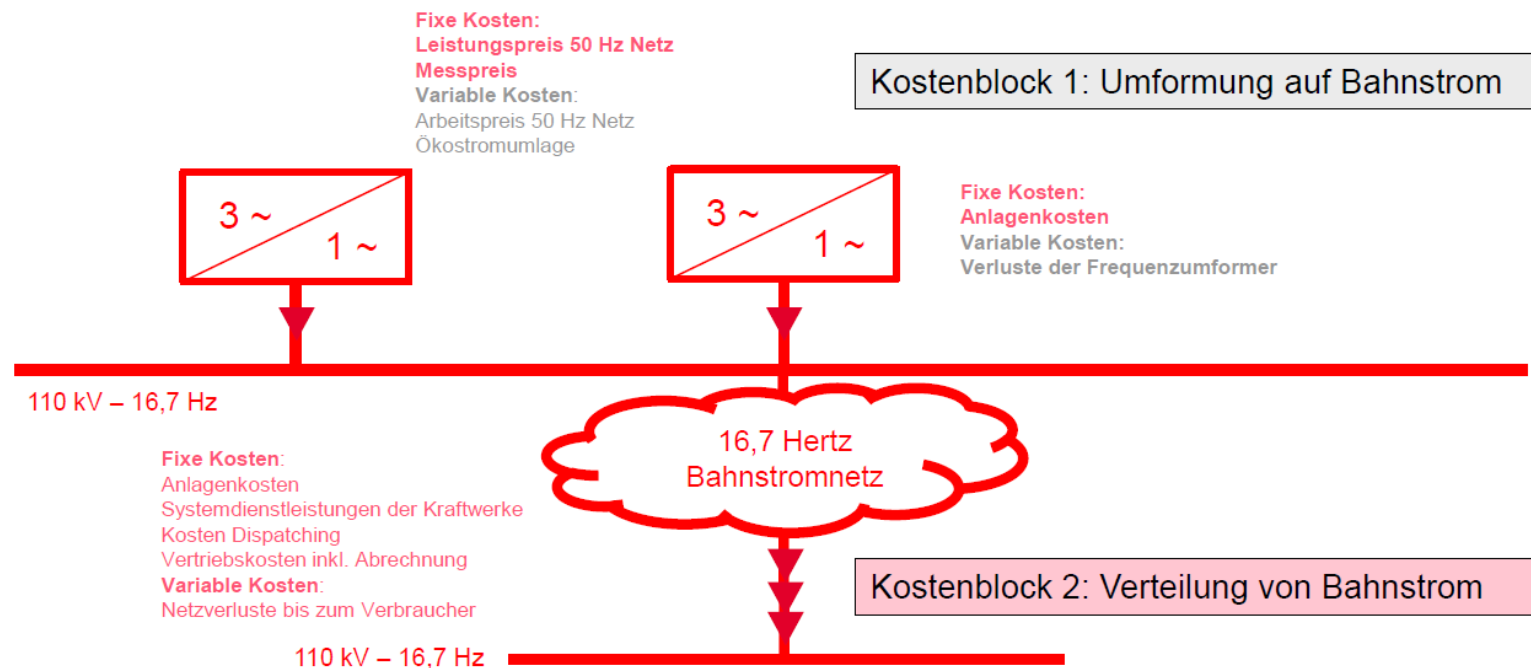 Fixe Kosten:
Leistungspreis 50 Hz Netz
Messpreis
Variable Kosten:
Arbeitspreis 50 Hz Netz
Ökostromumlage
Kostenblock 1: Umformung auf Bahnstrom
3 ~
1 ~
3 ~
1 ~
Fixe Kosten:
Anlagenkosten
Variable Kosten:
Verluste der Frequenzumformer
110 kV – 16,7 Hz
16,7 Hertz
Bahnstromnetz
Fixe Kosten:
Anlagenkosten
Systemdienstleistungen der Kraftwerke
Kosten Dispatching
Vertriebskosten inkl. Abrechnung
Variable Kosten:
Netzverluste bis zum Verbraucher
Kostenblock 2: Verteilung von Bahnstrom
110 kV – 16,7 Hz